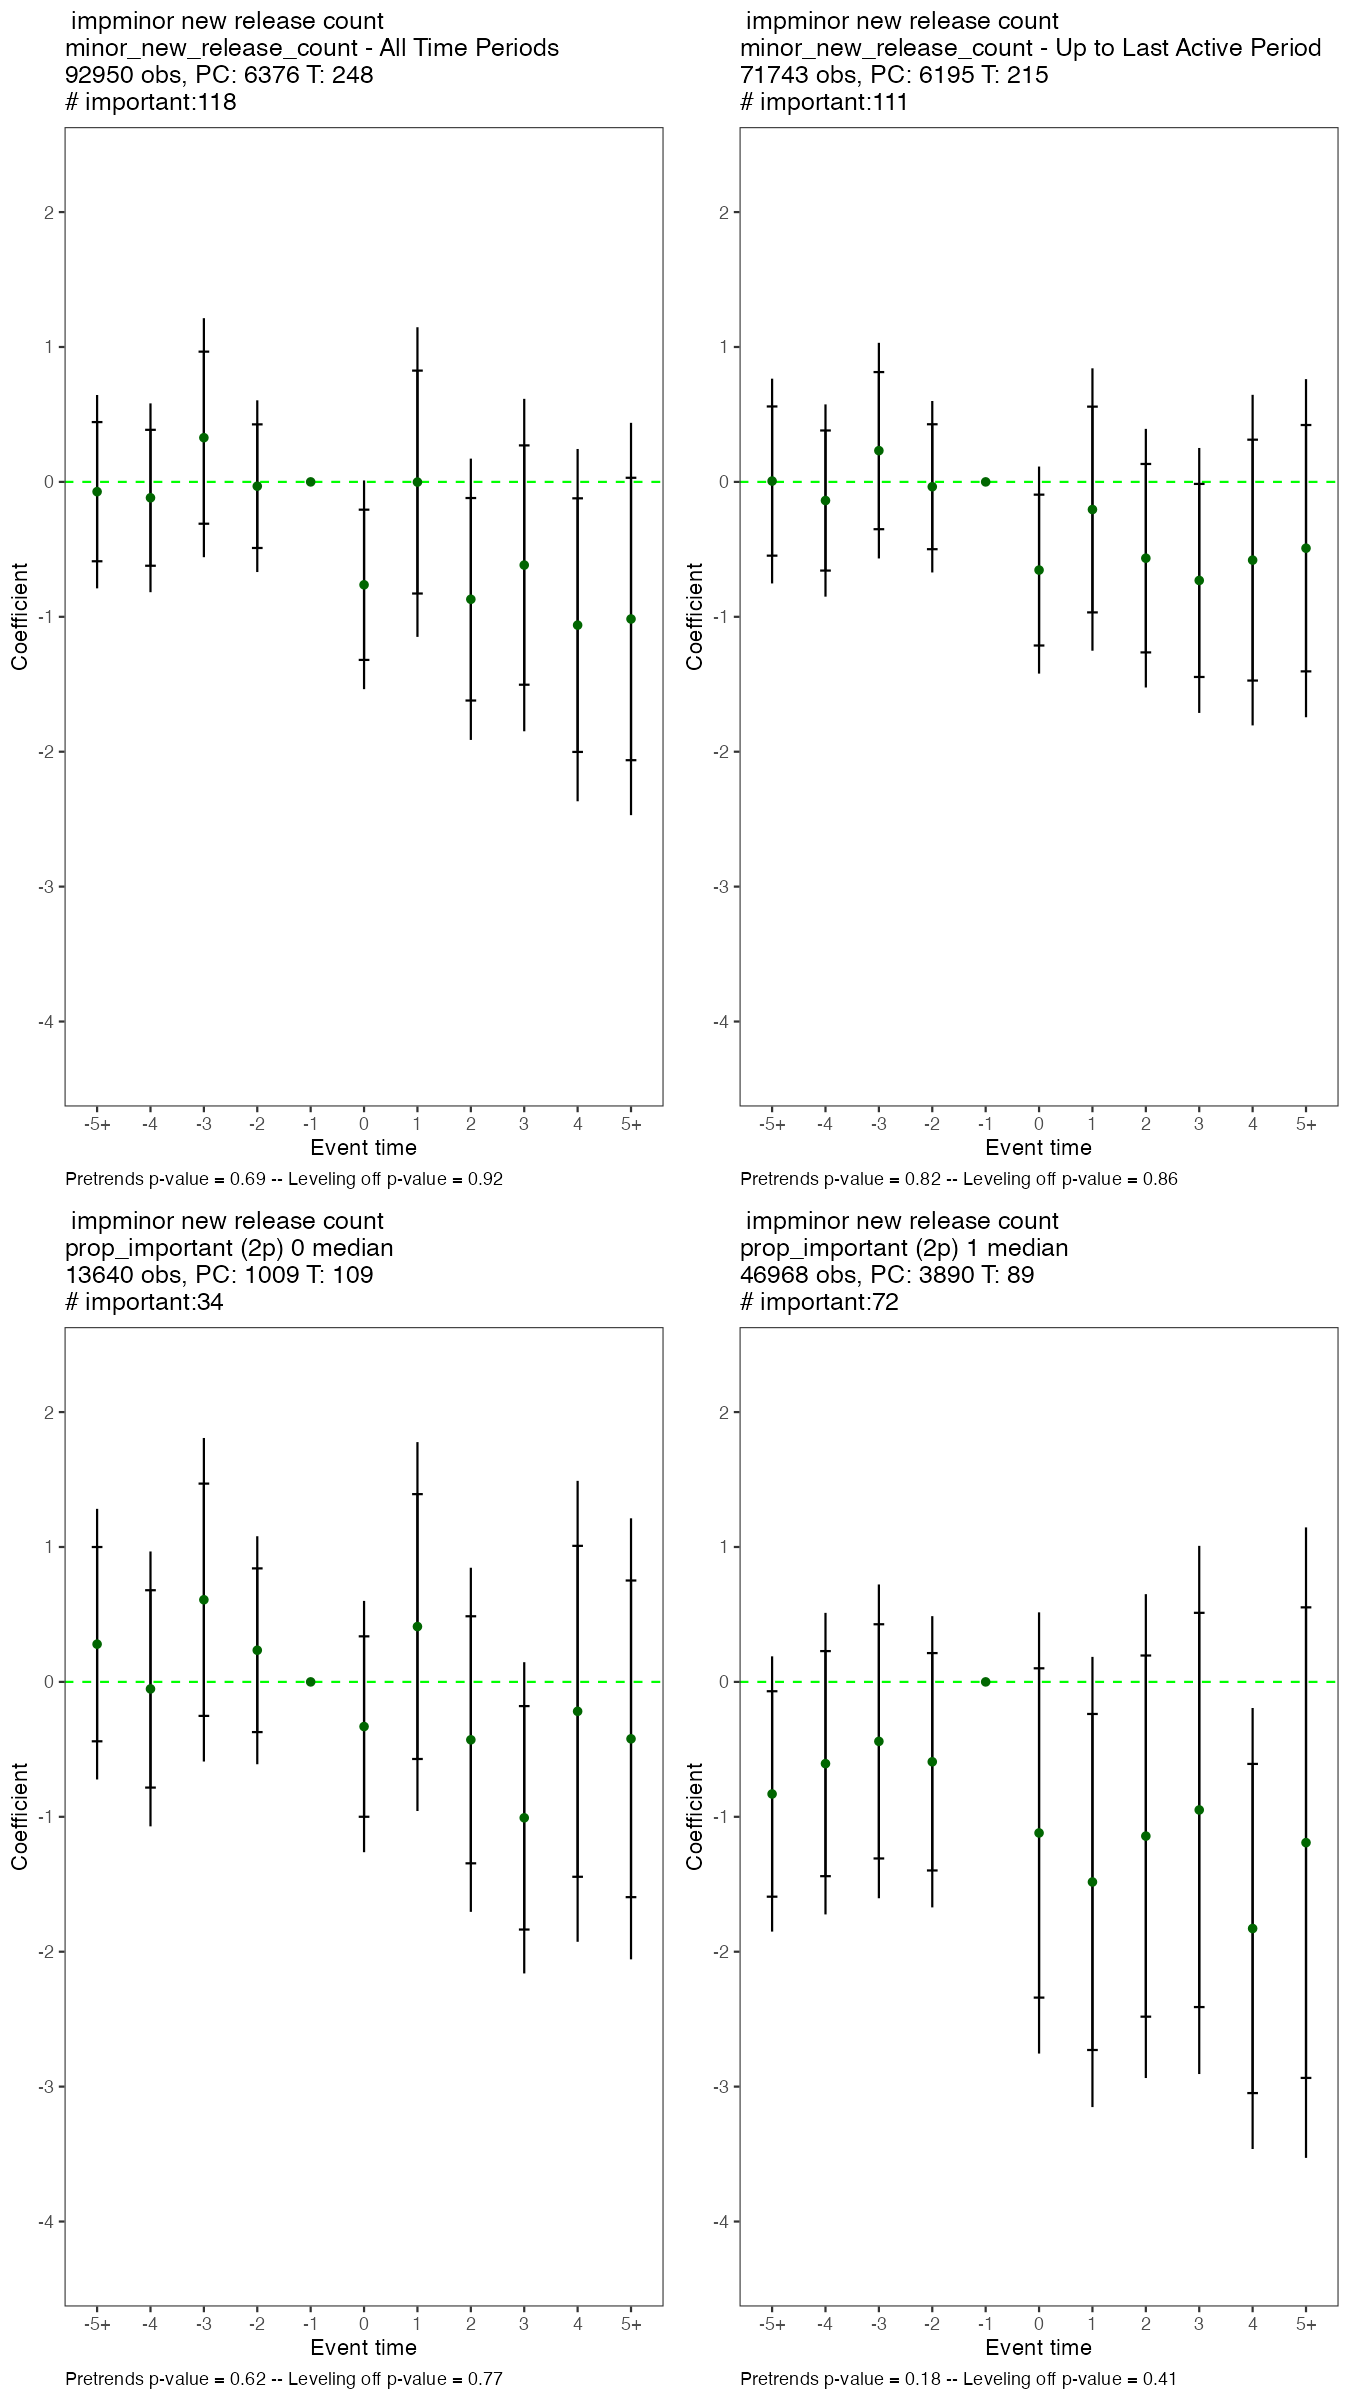 impminor new release count
minor_new_release_count - All Time Periods
92950 obs, PC: 6376 T: 248
# important:118
2
1
0
-1
-2
-3
-4
Coefficient
-5+ -4 -3 -2 -1 0 1 2 3 4 5+
Event time
Pretrends p-value = 0.69 -- Leveling off p-value = 0.92
impminor new release count
minor_new_release_count - Up to Last Active Period
71743 obs, PC: 6195 T: 215
# important:111
2
1
0
-1
-2
-3
-4
Coefficient
-5+ -4 -3 -2 -1 0 1 2 3 4 5+
Event time
Pretrends p-value = 0.82 -- Leveling off p-value = 0.86
impminor new release count
prop_important (2p) 0 median
13640 obs, PC: 1009 T: 109
# important:34
2
1
0
-1
-2
-3
-4
Coefficient
-5+ -4 -3 -2 -1 0 1 2 3 4 5+
Event time
Pretrends p-value = 0.62 -- Leveling off p-value = 0.77
impminor new release count
prop_important (2p) 1 median
46968 obs, PC: 3890 T: 89
# important:72
2
1
0
-1
-2
-3
-4
Coefficient
-5+ -4 -3 -2 -1 0 1 2 3 4 5+
Event time
Pretrends p-value = 0.18 -- Leveling off p-value = 0.41